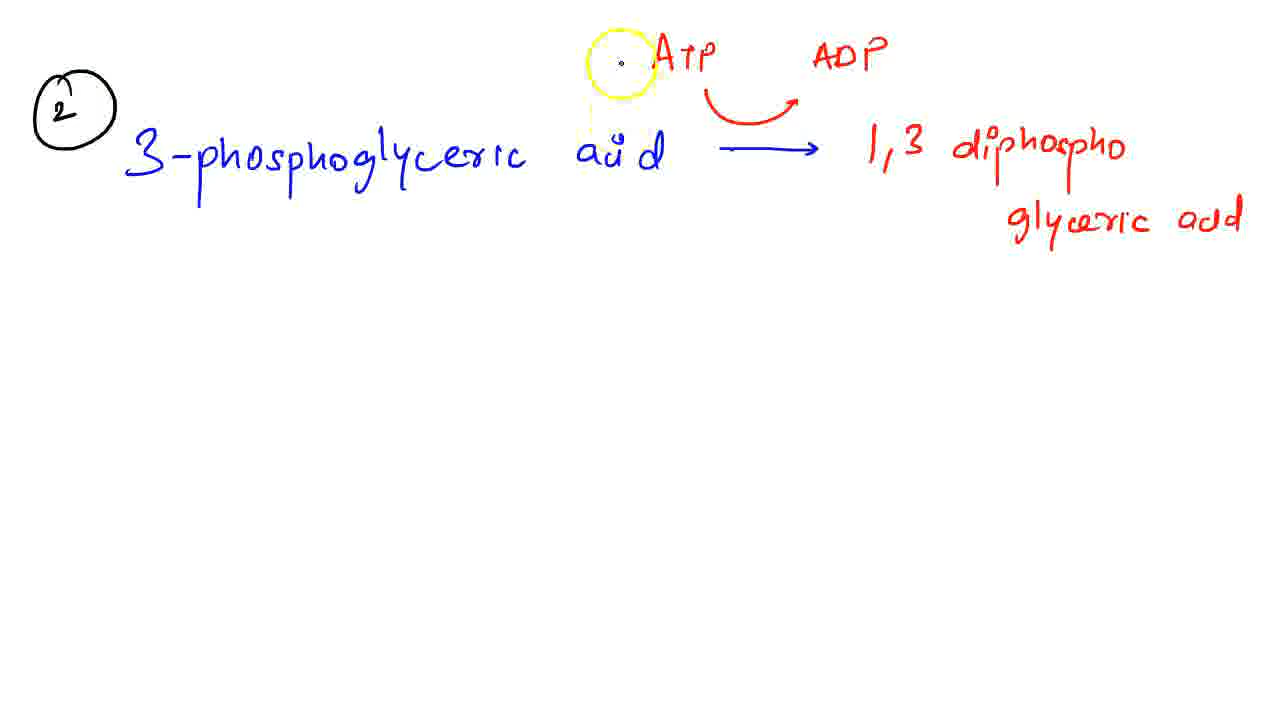 ATP ADP
2
3-phosphoglyceric acid → 1,3 diphospho
glyceric acid